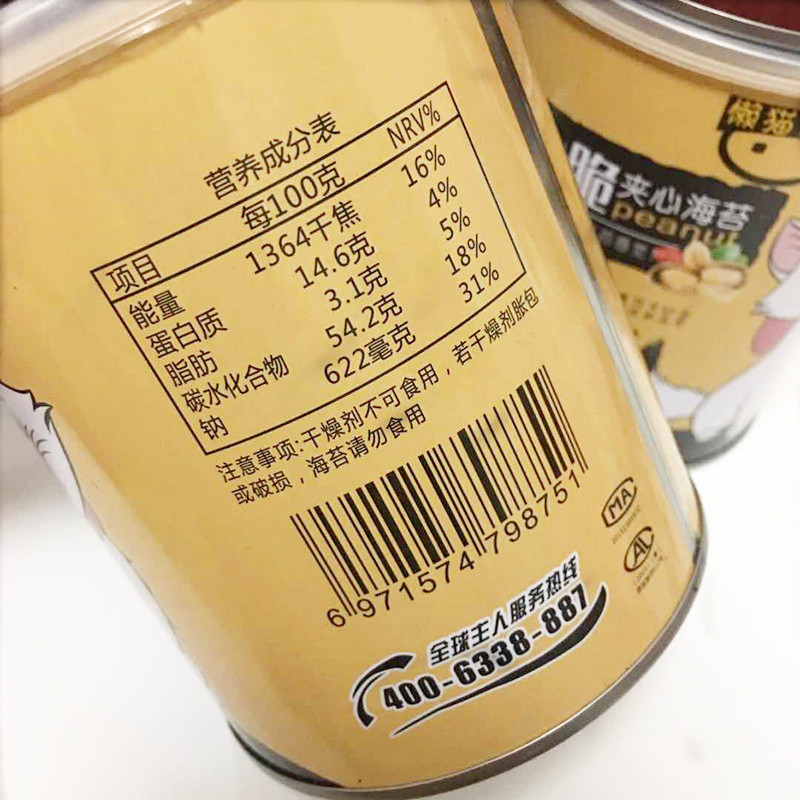 营养成分表
项目 每100克 NRV%
能量 1364千焦 16%
蛋白质 14.6克 4%
脂肪 3.1克 5%
碳水化合物 54.2克 18%
钠 622毫克 31%
注意事项:干燥剂不可食用，若干燥剂胀包
或破损，海苔请勿食用
6 971574 798751
MA
AL
全球主人服务热线
400-6338-887
懒猫
脆夹心海苔
peanut